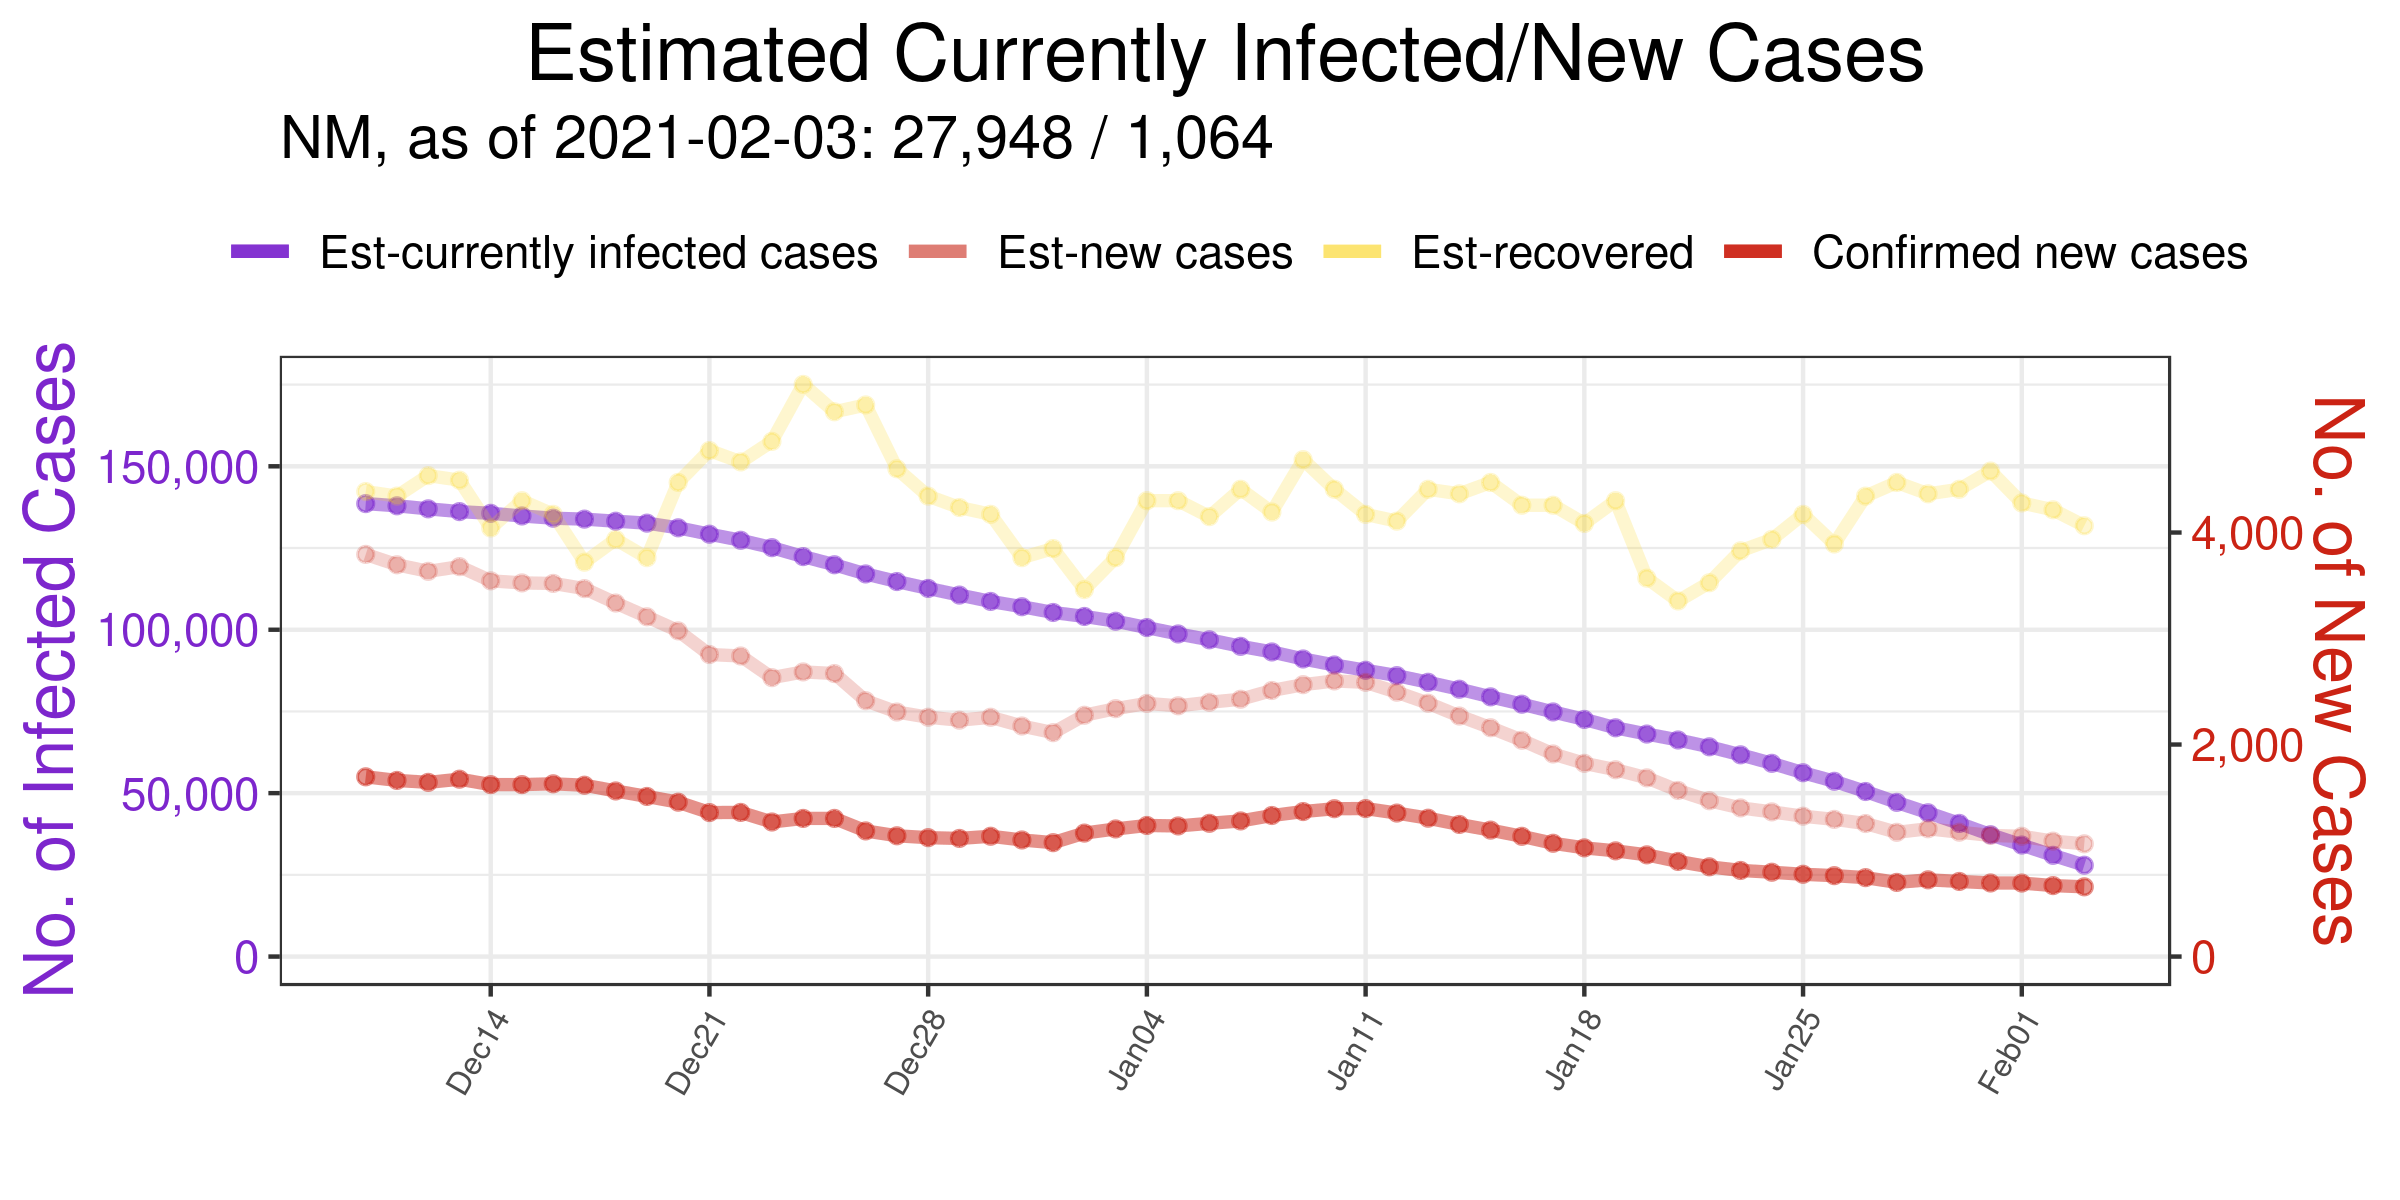 Estimated Currently Infected/New Cases
NM, as of 2021-02-03: 27,948 / 1,064
Est-currently infected cases
Est-new cases
Est-recovered
Confirmed new cases
No. of Infected Cases
150,000
100,000
50,000
0
4,000
2,000
0
No. of New Cases
Dec14
Dec21
Dec28
Jan04
Jan11
Jan18
Jan25
Feb01